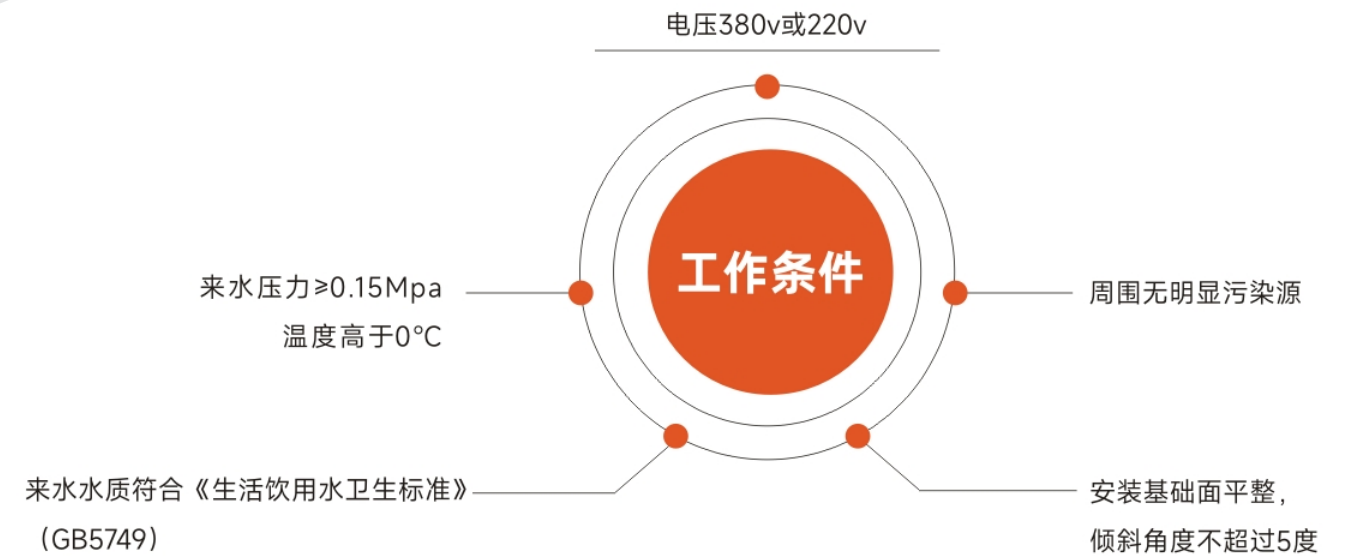 电压380v或220v
工作条件
来水压力≥0.15Mpa
温度高于0℃
周围无明显污染源
来水水质符合《生活饮用水卫生标准》
（GB5749）
安装基础面平整，
倾斜角度不超过5度